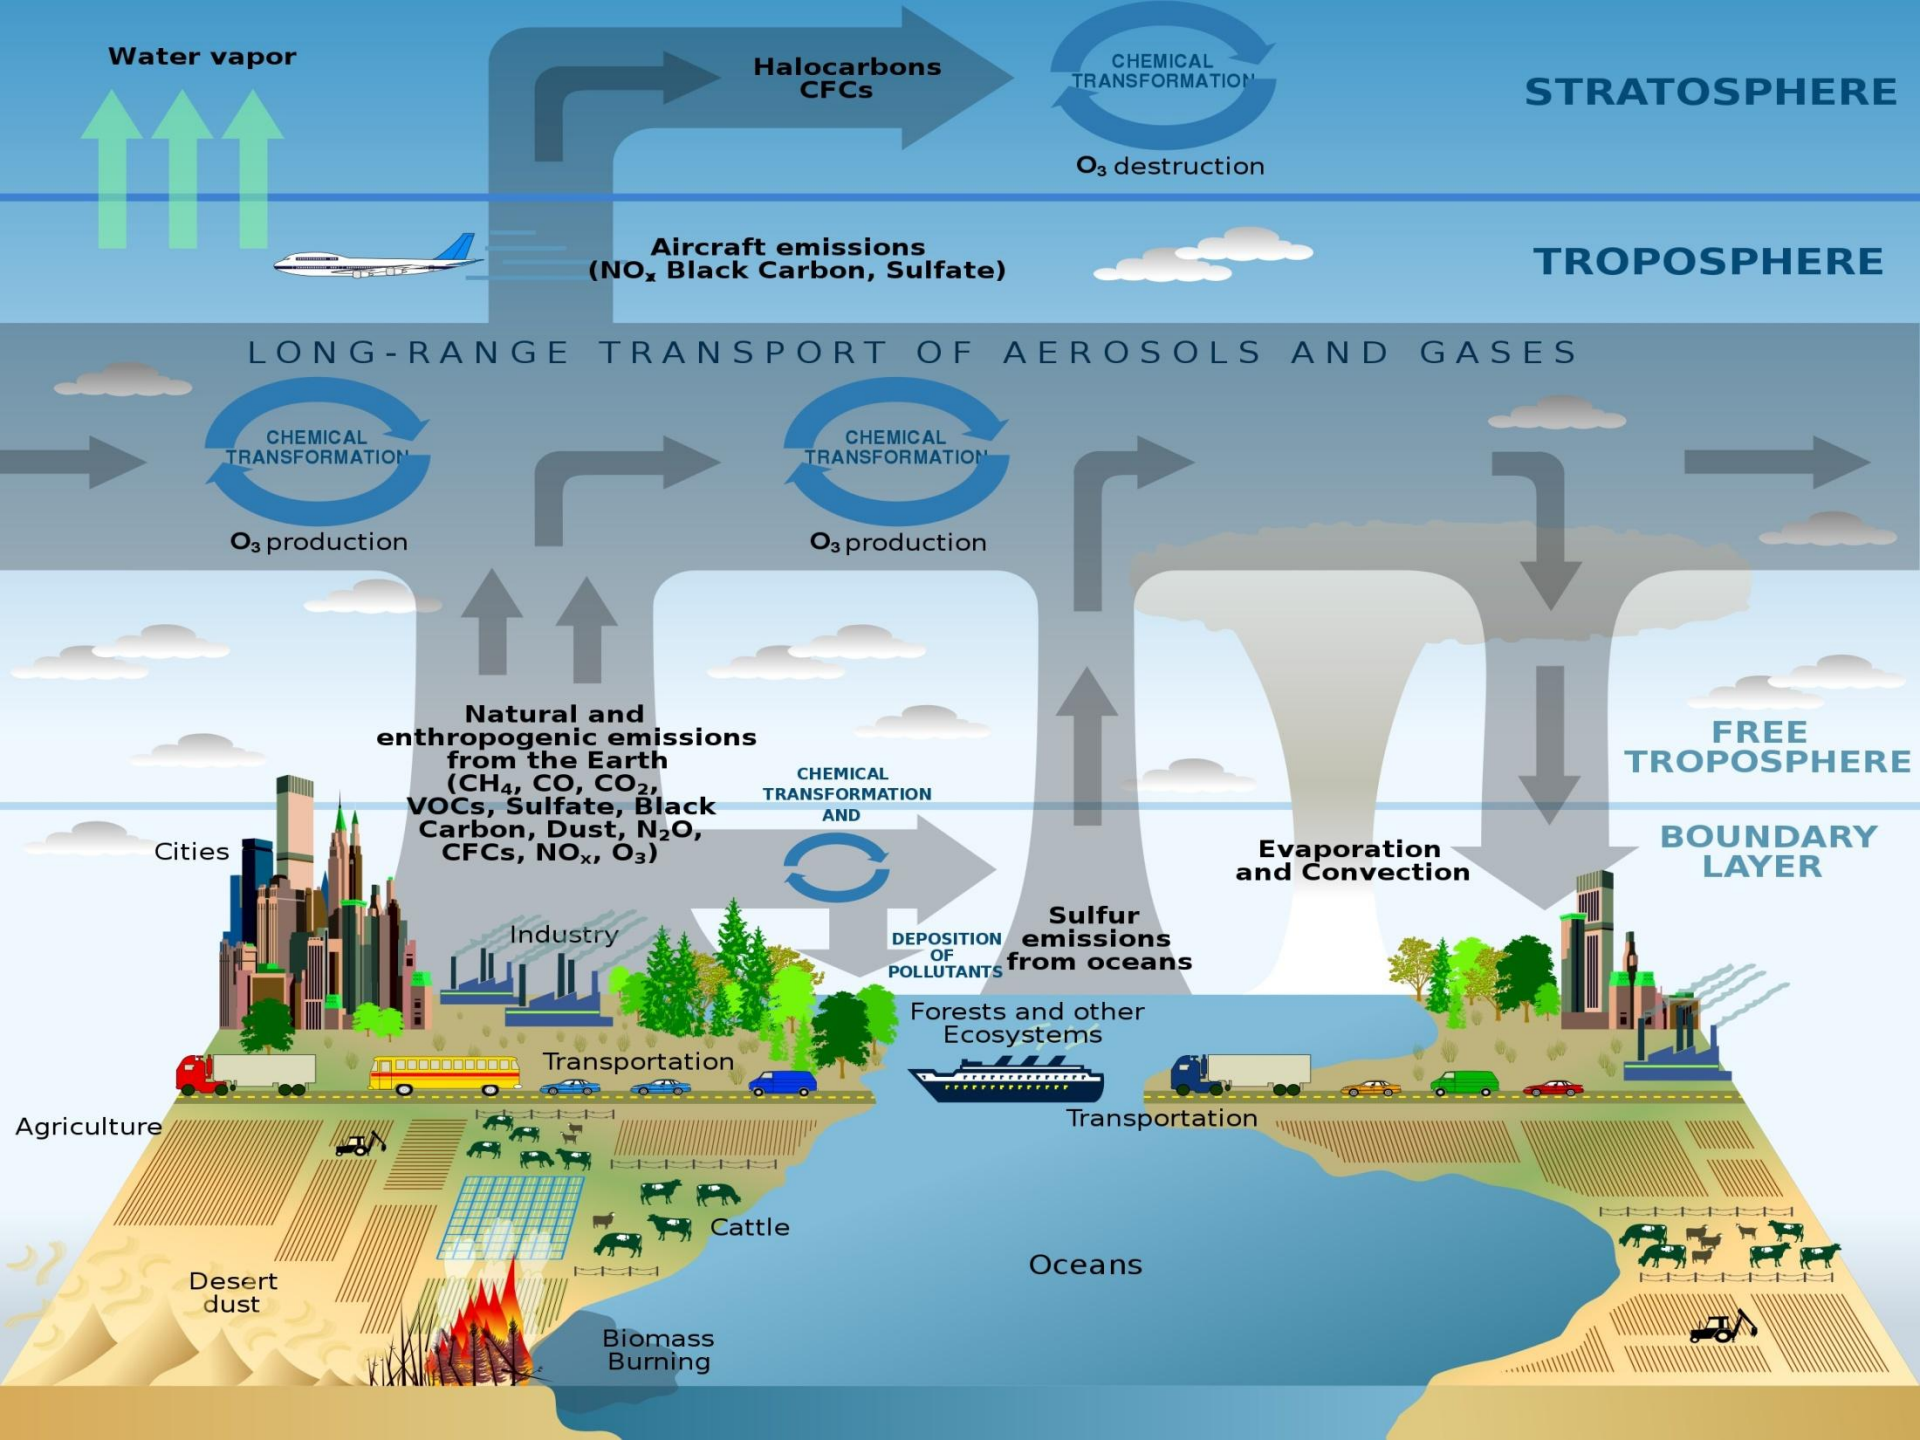 Water vapor
Halocarbons
CFCs
CHEMICAL
TRANSFORMATION
O₃ destruction
STRATOSPHERE
Aircraft emissions
(NOₓ Black Carbon, Sulfate)
TROPOSPHERE
LONG-RANGE TRANSPORT OF AEROSOLS AND GASES
CHEMICAL
TRANSFORMATION
O₃ production
CHEMICAL
TRANSFORMATION
O₃ production
Natural and
enthropogenic emissions
from the Earth
(CH₄, CO, CO₂,
VOCs, Sulfate, Black
Carbon, Dust, N₂O,
CFCs, NOₓ, O₃)
CHEMICAL
TRANSFORMATION
AND
DEPOSITION
OF
POLLUTANTS
Sulfur
emissions
from oceans
Evaporation
and Convection
FREE
TROPOSPHERE
BOUNDARY
LAYER
Cities
Industry
Forests and other
Ecosystems
Transportation
Transportation
Agriculture
Cattle
Desert
dust
Oceans
Biomass
Burning